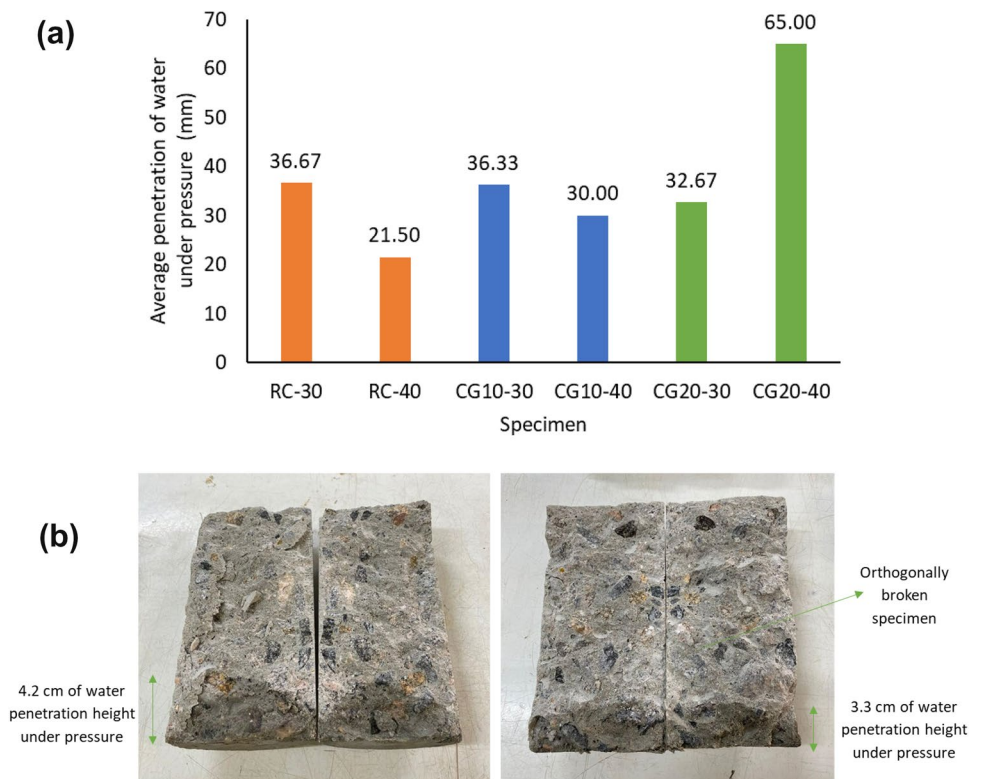 (a)
Average penetration of water
under pressure (mm)
70
60
50
40
30
20
10
0
36.67
21.50
36.33
30.00
32.67
65.00
RC-30
RC-40
CG10-30
CG10-40
CG20-30
CG20-40
Specimen
(b)
4.2 cm of water
penetration height
under pressure
Orthogonally
broken
specimen
3.3 cm of water
penetration height
under pressure